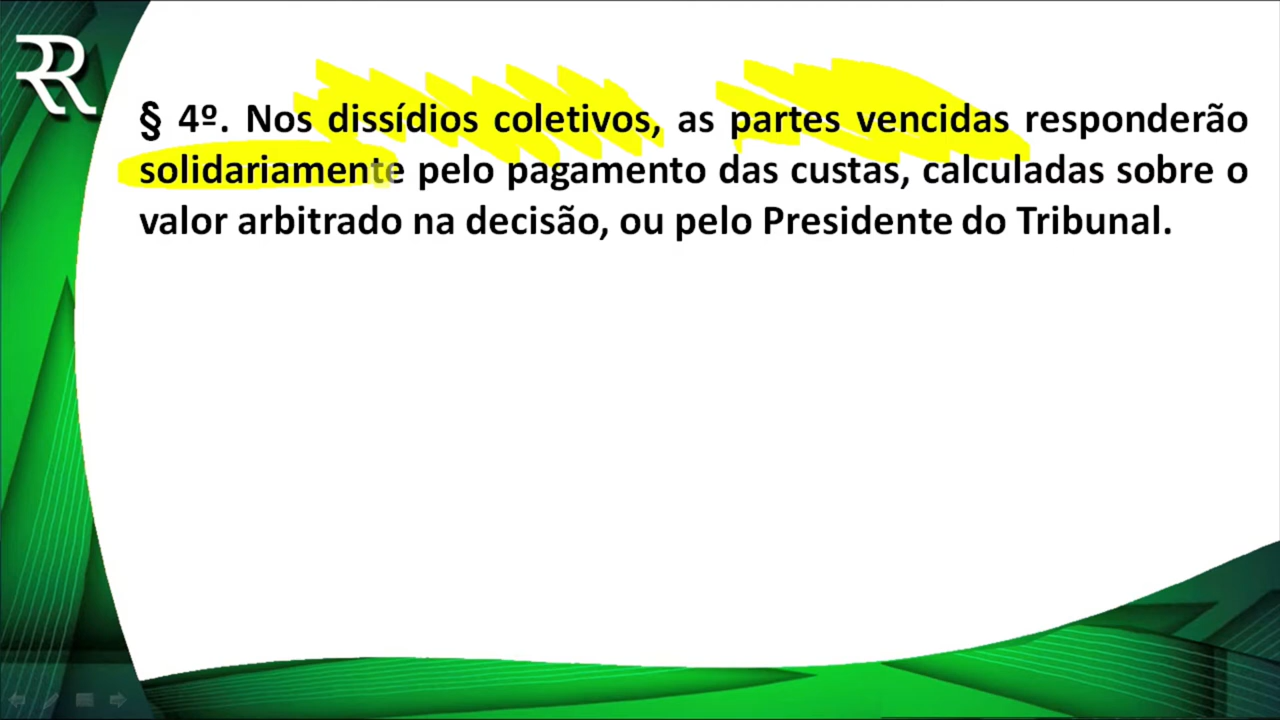 § 4º. Nos dissídios coletivos, as partes vencidas responderão
solidariamente pelo pagamento das custas, calculadas sobre o
valor arbitrado na decisão, ou pelo Presidente do Tribunal.